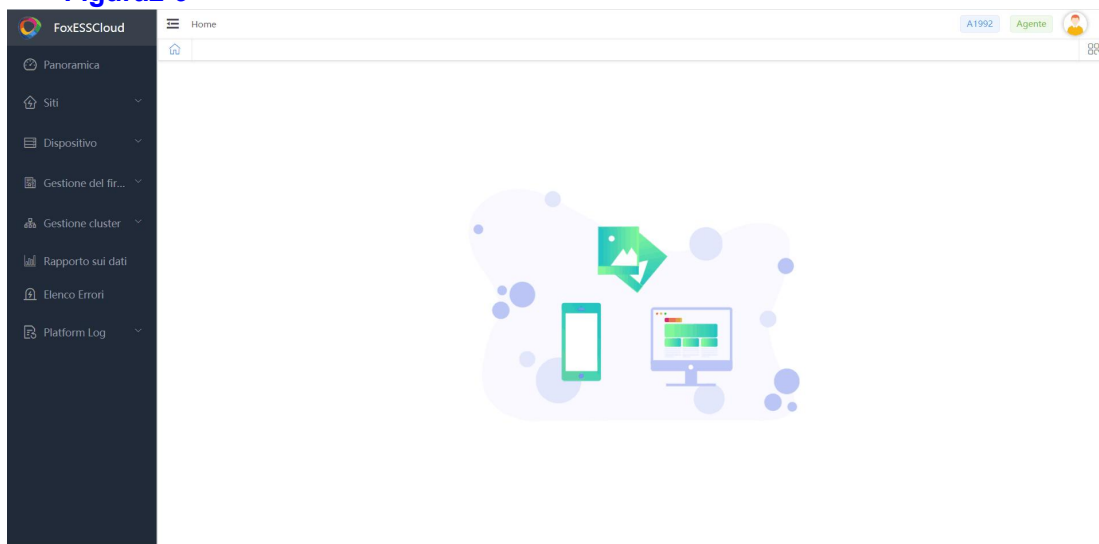 FoxESSCloud
Home
A1992
Agente
Panoramica
Siti
Dispositivo
Gestione del fir...
Gestione cluster
Rapporto sui dati
Elenco Errori
Platform Log